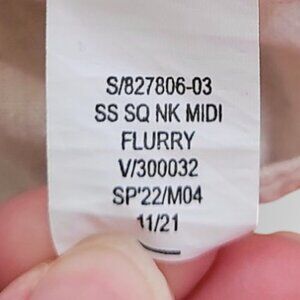 S/827806-03
SS SQ NK MIDI
FLURRY
V/300032
SP'22/M04
11/21